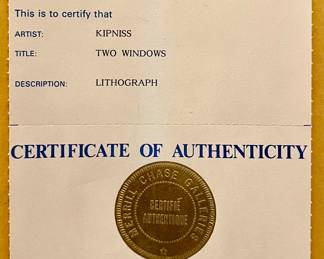 This is to certify that
ARTIST: KIPNISS
TITLE: TWO WINDOWS
DESCRIPTION: LITHOGRAPH
CERTIFICATE OF AUTHENTICITY
MERRILL CHASE GALLERIES
CERTIFIÉ
AUTHENTIQUE